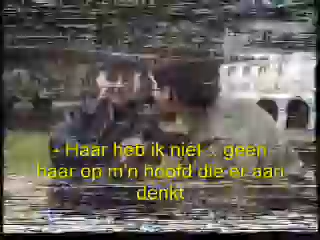 - Haar heb ik niet .. geen
haar op m'n hoofd die er aan
denkt